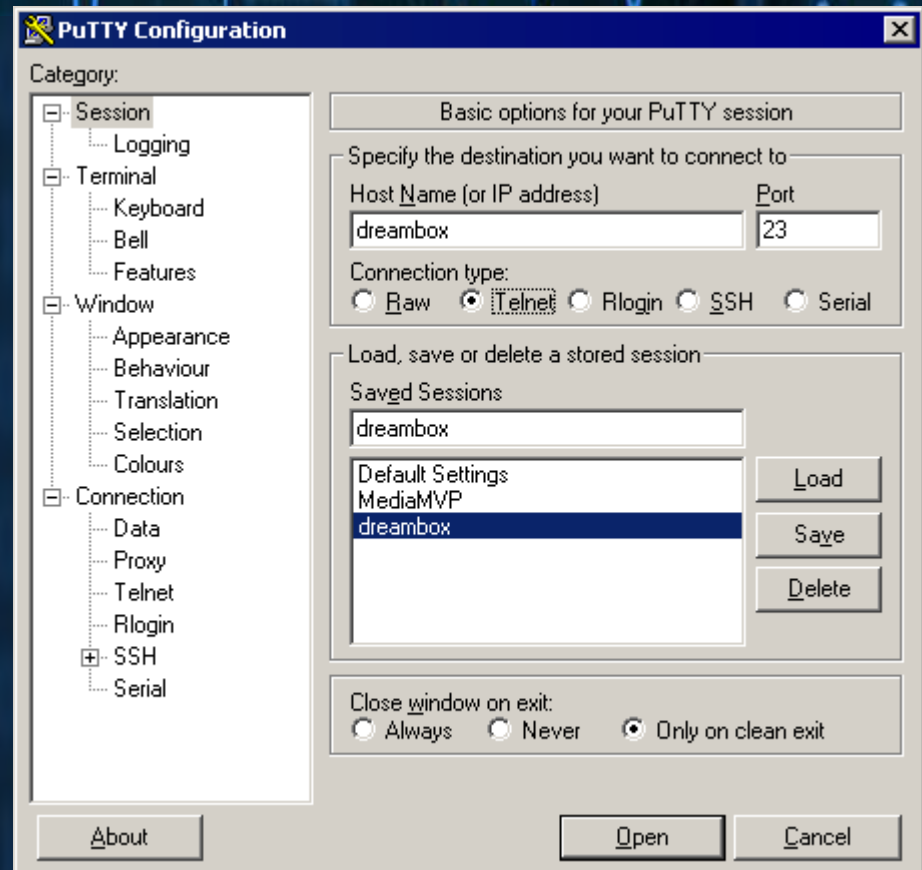 PuTTY Configuration
Category:
Session
Logging
Terminal
Keyboard
Bell
Features
Window
Appearance
Behaviour
Translation
Selection
Colours
Connection
Data
Proxy
Telnet
Rlogin
SSH
Serial
Basic options for your PuTTY session
Specify the destination you want to connect to
Host Name (or IP address) Port
dreambox 23
Connection type:
Raw Telnet Rlogin SSH Serial
Load, save or delete a stored session
Saved Sessions
dreambox
Default Settings
MediaMVP
dreambox
Load
Save
Delete
Close window on exit:
Always Never Only on clean exit
About Open Cancel